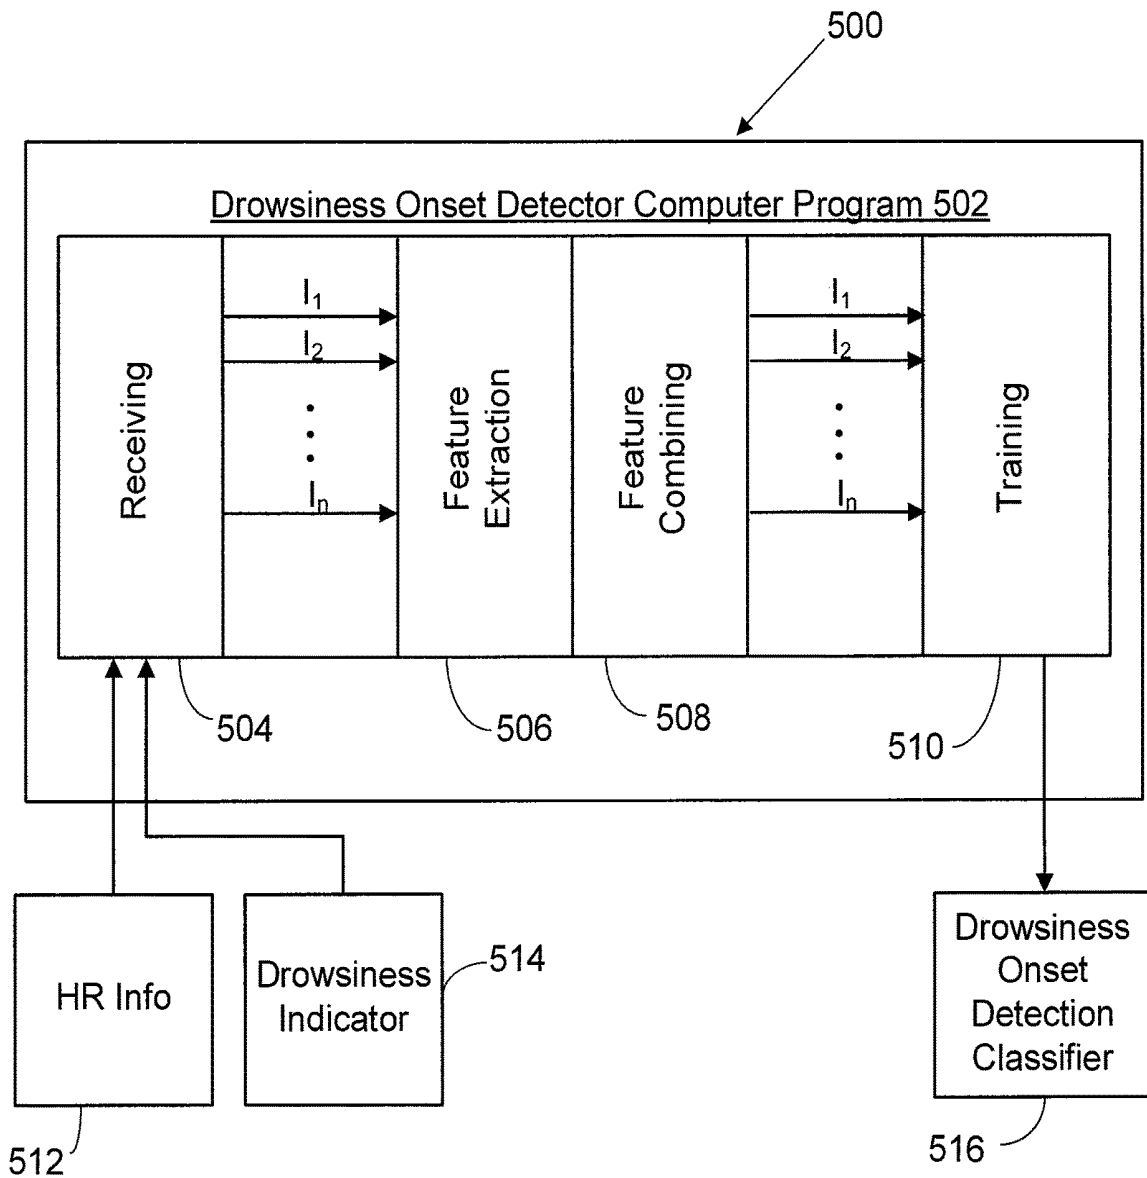 500
Drowsiness Onset Detector Computer Program 502
Receiving
I1
I2
In
Feature
Extraction
Feature
Combining
I1
I2
In
Training
504
506
508
510
HR Info
512
Drowsiness
Indicator
514
Drowsiness
Onset
Detection
Classifier
516